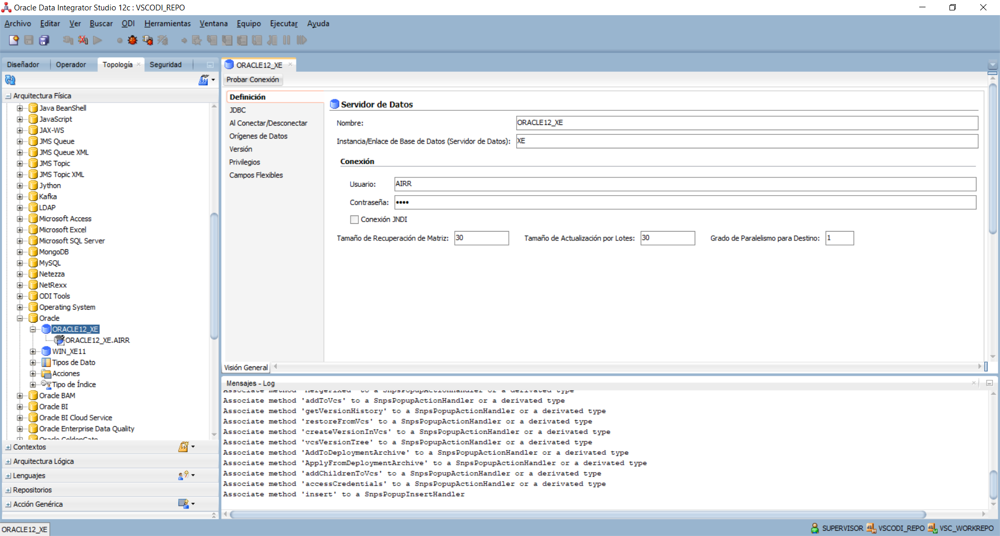 Oracle Data Integrator Studio 12c : VSCODI_REPO
Archivo Editar Ver Buscar ODI Herramientas Ventana Equipo Ejecutar Ayuda
Diseñador Operador Topología Seguridad
Arquitectura Física
Java BeanShell
JavaScript
JAX-WS
JMS Queue
JMS Queue XML
JMS Topic
JMS Topic XML
Jython
Kafka
LDAP
Microsoft Access
Microsoft Excel
Microsoft SQL Server
MongoDB
MySQL
Netezza
NetRexx
ODI Tools
Operating System
Oracle
ORACLE12_XE
ORACLE12_XE.AIRR
WIN_XE11
Tipos de Dato
Acciones
Tipo de Índice
Oracle BAM
Oracle BI
Oracle BI Cloud Service
Oracle Enterprise Data Quality
Oracle GoldenGate
Contextos
Arquitectura Lógica
Lenguajes
Repositorios
Acción Genérica
ORACLE12_XE
Probar Conexión
Definición
JDBC
Al Conectar/Desconectar
Orígenes de Datos
Versión
Privilegios
Campos Flexibles
Servidor de Datos
Nombre: ORACLE12_XE
Instancia/Enlace de Base de Datos (Servidor de Datos): XE
Conexión
Usuario: AIRR
Contraseña: ••••
Conexión JNDI
Tamaño de Recuperación de Matriz: 30 Tamaño de Actualización por Lotes: 30 Grado de Paralelismo para Destino: 1
Visión General
Mensajes - Log
Associate method 'MergeFixed' to a SnpsPopupActionHandler or a derivated type
Associate method 'addToVcs' to a SnpsPopupActionHandler or a derivated type
Associate method 'getVersionHistory' to a SnpsPopupActionHandler or a derivated type
Associate method 'restoreFromVcs' to a SnpsPopupActionHandler or a derivated type
Associate method 'createVersionInVcs' to a SnpsPopupActionHandler or a derivated type
Associate method 'vcsVersionTree' to a SnpsPopupActionHandler or a derivated type
Associate method 'AddToDeploymentArchive' to a SnpsPopupActionHandler or a derivated type
Associate method 'ApplyFromDeploymentArchive' to a SnpsPopupActionHandler or a derivated type
Associate method 'addChildrenToVcs' to a SnpsPopupActionHandler or a derivated type
Associate method 'accessCredentials' to a SnpsPopupActionHandler or a derivated type
Associate method 'insert' to a SnpsPopupInsertHandler
ORACLE12_XE
SUPERVISOR VSCODI_REPO VSC_WORKREPO